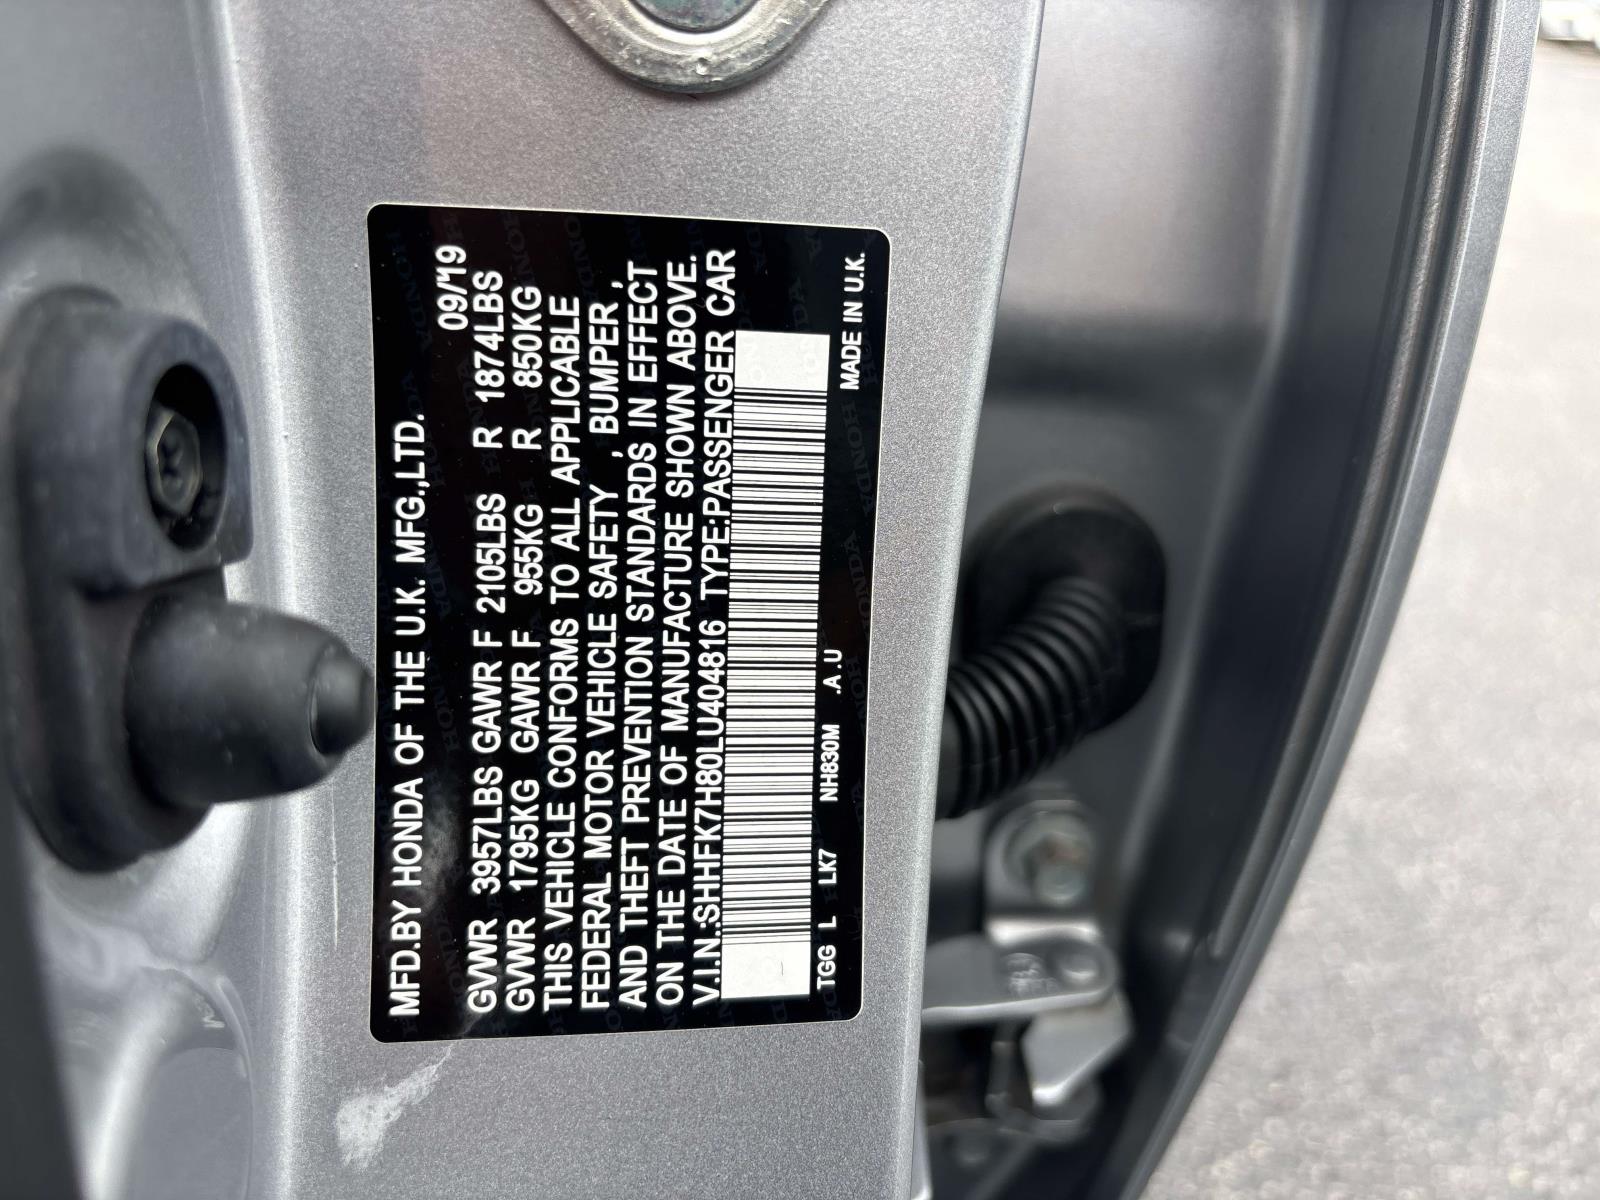 MFD.BY HONDA OF THE U.K. MFG.,LTD.
09/19
GVWR 3957LBS GAWR F 2105LBS R 1874LBS
GVWR 1795KG GAWR F 955KG R 850KG
THIS VEHICLE CONFORMS TO ALL APPLICABLE
FEDERAL MOTOR VEHICLE SAFETY , BUMPER ,
AND THEFT PREVENTION STANDARDS IN EFFECT
ON THE DATE OF MANUFACTURE SHOWN ABOVE.
V.I.N.:SHHFK7H80LU404816 TYPE:PASSENGER CAR
TGG L LK7 NH830M .A .U MADE IN U.K.